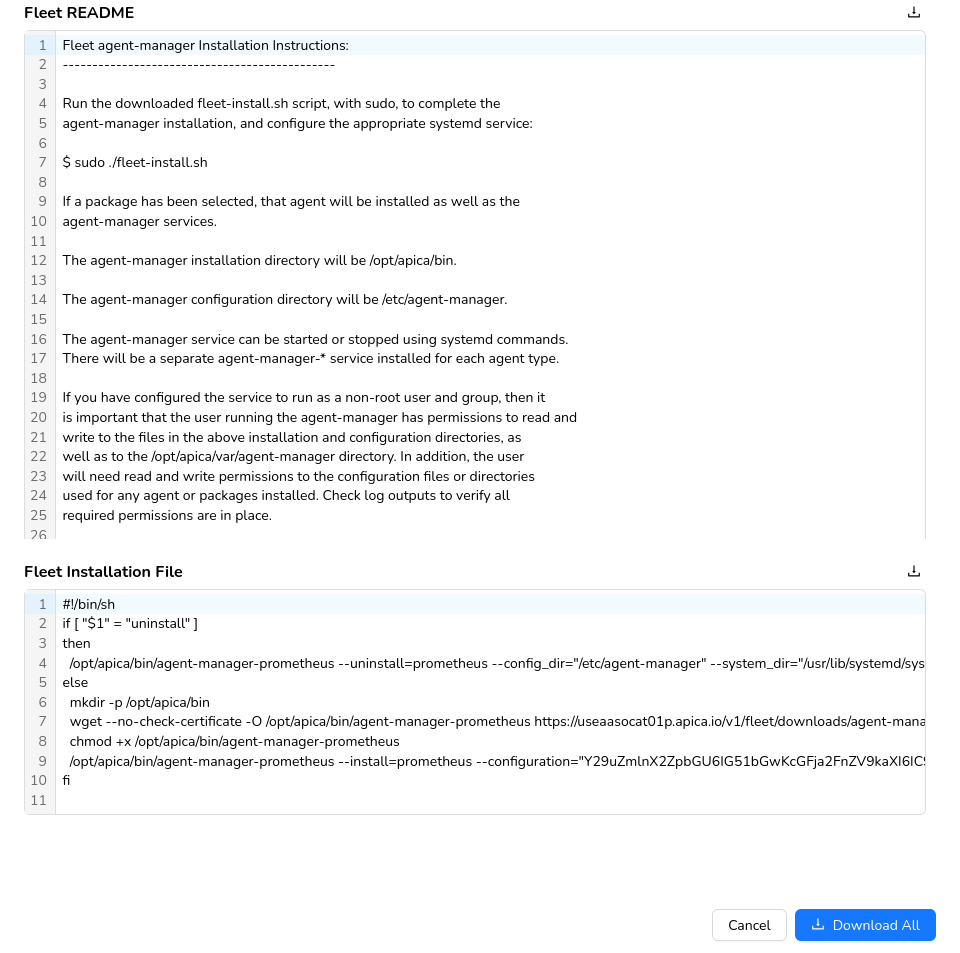 Fleet README
1 Fleet agent-manager Installation Instructions:
2 ----------------------------------------------
3
4 Run the downloaded fleet-install.sh script, with sudo, to complete the
5 agent-manager installation, and configure the appropriate systemd service:
6
7 $ sudo ./fleet-install.sh
8
9 If a package has been selected, that agent will be installed as well as the
10 agent-manager services.
11
12 The agent-manager installation directory will be /opt/apica/bin.
13
14 The agent-manager configuration directory will be /etc/agent-manager.
15
16 The agent-manager service can be started or stopped using systemd commands.
17 There will be a separate agent-manager-* service installed for each agent type.
18
19 If you have configured the service to run as a non-root user and group, then it
20 is important that the user running the agent-manager has permissions to read and
21 write to the files in the above installation and configuration directories, as
22 well as to the /opt/apica/var/agent-manager directory. In addition, the user
23 will need read and write permissions to the configuration files or directories
24 used for any agent or packages installed. Check log outputs to verify all
25 required permissions are in place.
26
Fleet Installation File
1 #!/bin/sh
2 if [ "$1" = "uninstall" ]
3 then
4 /opt/apica/bin/agent-manager-prometheus --uninstall=prometheus --config_dir="/etc/agent-manager" --system_dir="/usr/lib/systemd/sys
5 else
6 mkdir -p /opt/apica/bin
7 wget --no-check-certificate -O /opt/apica/bin/agent-manager-prometheus https://useaasocat01p.apica.io/v1/fleet/downloads/agent-mana
8 chmod +x /opt/apica/bin/agent-manager-prometheus
9 /opt/apica/bin/agent-manager-prometheus --install=prometheus --configuration="Y29uZmlnX2ZpbGU6IG51bGwKcGFja2FnZV9kaXI6IC
10 fi
11
Cancel
Download All